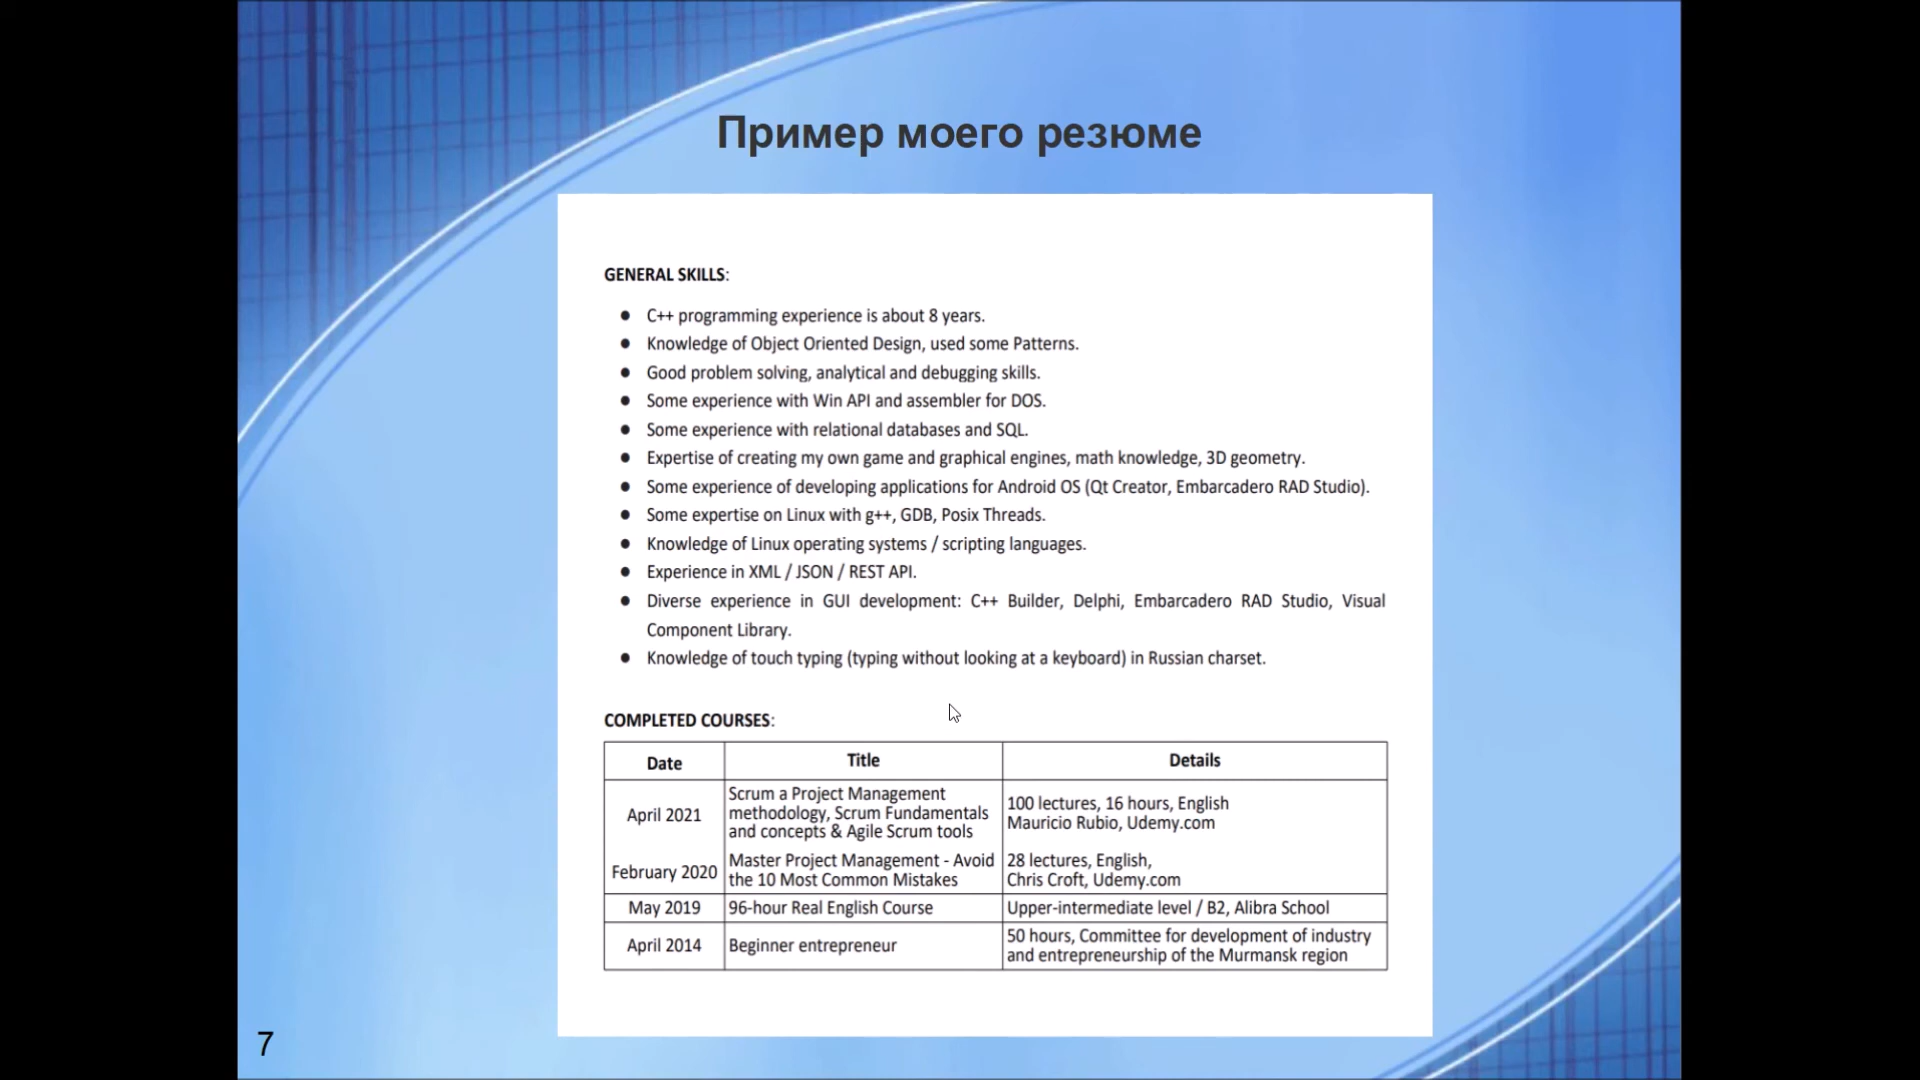 Пример моего резюме
GENERAL SKILLS:
● C++ programming experience is about 8 years.
● Knowledge of Object Oriented Design, used some Patterns.
● Good problem solving, analytical and debugging skills.
● Some experience with Win API and assembler for DOS.
● Some experience with relational databases and SQL.
● Expertise of creating my own game and graphical engines, math knowledge, 3D geometry.
● Some experience of developing applications for Android OS (Qt Creator, Embarcadero RAD Studio).
● Some expertise on Linux with g++, GDB, Posix Threads.
● Knowledge of Linux operating systems / scripting languages.
● Experience in XML / JSON / REST API.
● Diverse experience in GUI development: C++ Builder, Delphi, Embarcadero RAD Studio, Visual
Component Library.
● Knowledge of touch typing (typing without looking at a keyboard) in Russian charset.
COMPLETED COURSES:
Date Title Details
April 2021
Scrum a Project Management
methodology, Scrum Fundamentals
and concepts & Agile Scrum tools
100 lectures, 16 hours, English
Mauricio Rubio, Udemy.com
February 2020
Master Project Management - Avoid
the 10 Most Common Mistakes
28 lectures, English,
Chris Croft, Udemy.com
May 2019 96-hour Real English Course Upper-intermediate level / B2, Alibra School
April 2014 Beginner entrepreneur
50 hours, Committee for development of industry
and entrepreneurship of the Murmansk region
7